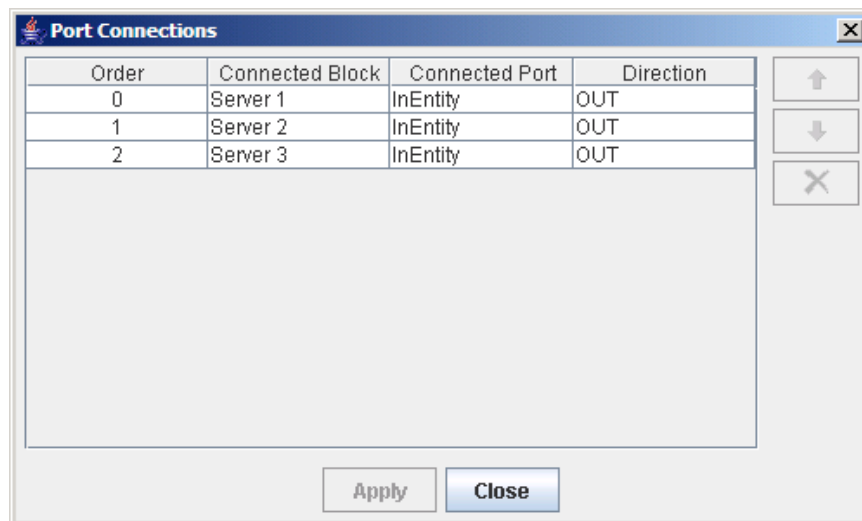 Port Connections
Order Connected Block Connected Port Direction
0 Server 1 InEntity OUT
1 Server 2 InEntity OUT
2 Server 3 InEntity OUT
Apply Close